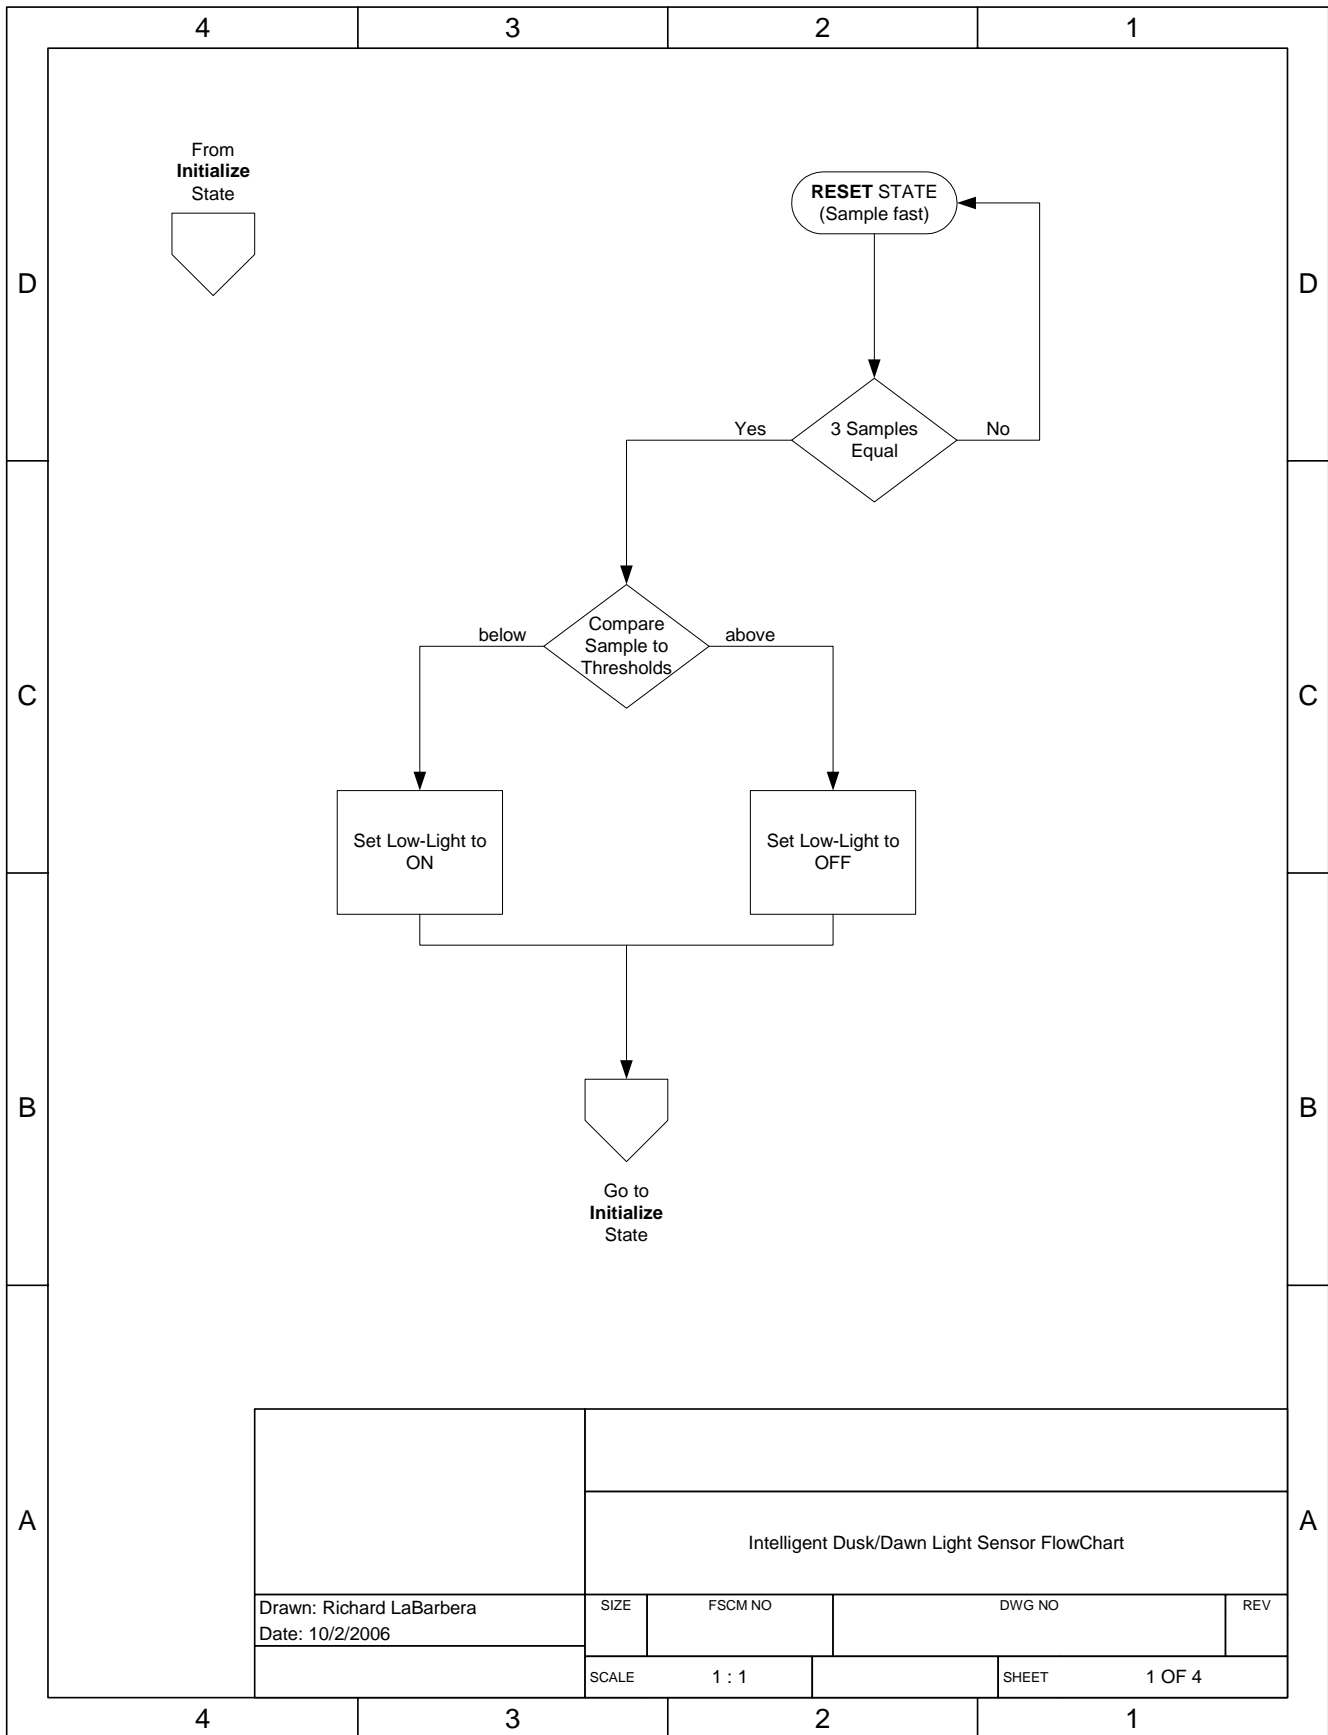 4 3 2 1
From
Initialize
State
RESET STATE
(Sample fast)
D D
Yes
3 Samples
Equal
No
Compare
Sample to
Thresholds
below
above
C C
Set Low-Light to
ON
Set Low-Light to
OFF
B B
Go to
Initialize
State
A A
Intelligent Dusk/Dawn Light Sensor FlowChart
Drawn: Richard LaBarbera
Date: 10/2/2006
SIZE FSCM NO DWG NO REV
SCALE 1 : 1 SHEET 1 OF 4
4 3 2 1